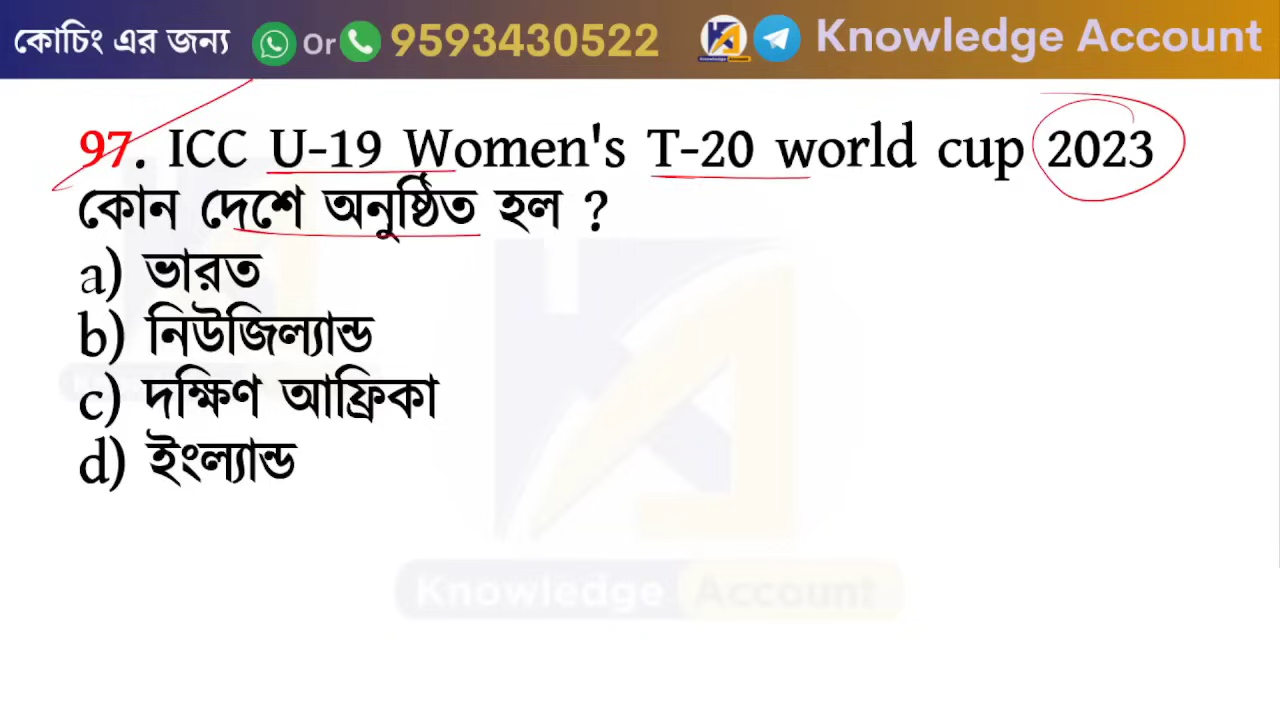 কোচিং এর জন্য Or 9593430522 Knowledge Account
97. ICC U-19 Women's T-20 world cup 2023
কোন দেশে অনুষ্ঠিত হল ?
a) ভারত
b) নিউজিল্যান্ড
c) দক্ষিণ আফ্রিকা
d) ইংল্যান্ড
Knowledge Account